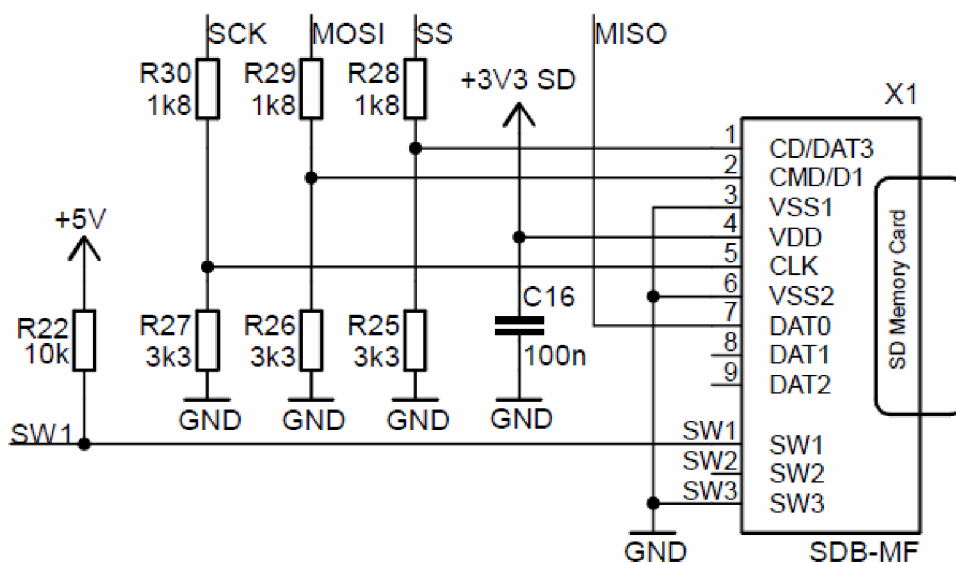 SCK MOSI SS MISO
R30 1k8
R29 1k8
R28 1k8
+3V3 SD
X1
1 CD/DAT3
2 CMD/D1
3 VSS1
4 VDD
5 CLK
6 VSS2
7 DAT0
8 DAT1
9 DAT2
SD Memory Card
+5V
R22 10k
R27 3k3
R26 3k3
R25 3k3
C16 100n
GND GND GND GND
SW1
SW1 SW1
SW2 SW2
SW3 SW3
GND
SDB-MF